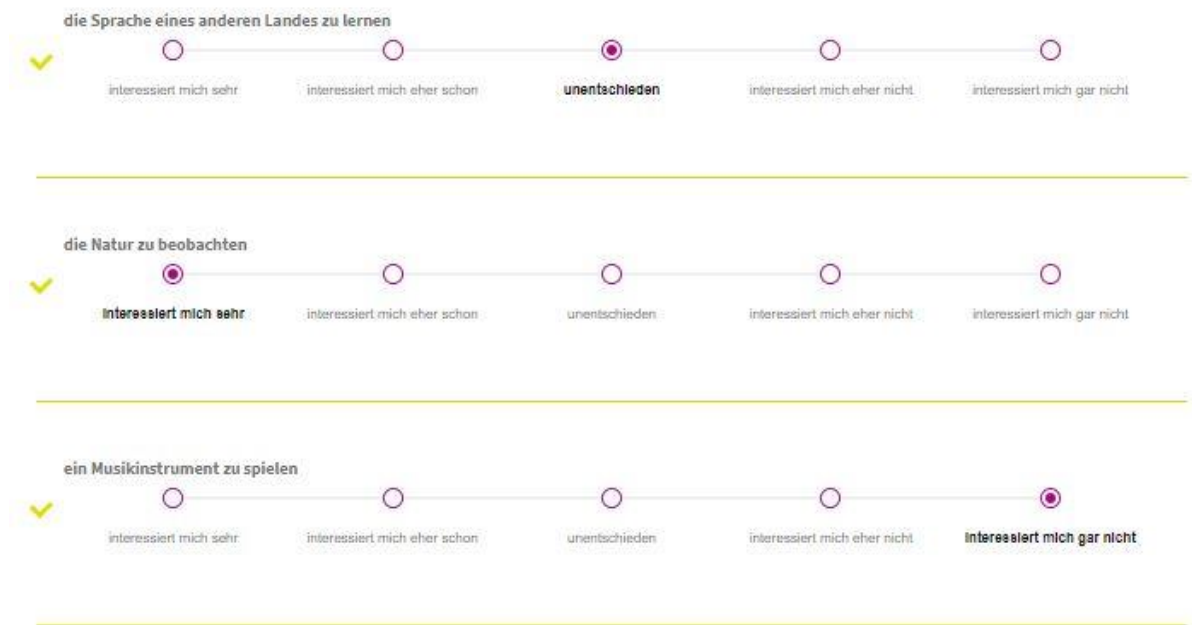 die Sprache eines anderen Landes zu lernen
interessiert mich sehr interessiert mich eher schon unentschieden interessiert mich eher nicht interessiert mich gar nicht
die Natur zu beobachten
interessiert mich sehr interessiert mich eher schon unentschieden interessiert mich eher nicht interessiert mich gar nicht
ein Musikinstrument zu spielen
interessiert mich sehr interessiert mich eher schon unentschieden interessiert mich eher nicht interessiert mich gar nicht